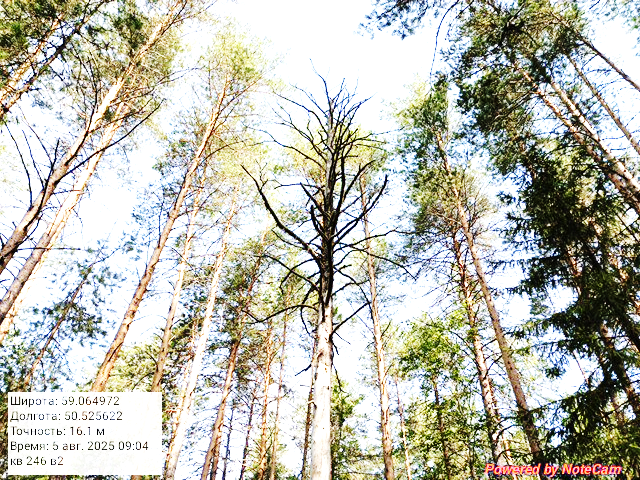 Широта: 59.064972
Долгота: 50.525622
Точность: 16.1 м
Время: 5 авг. 2025 09:04
кв 246 в2
Powered by NoteCam